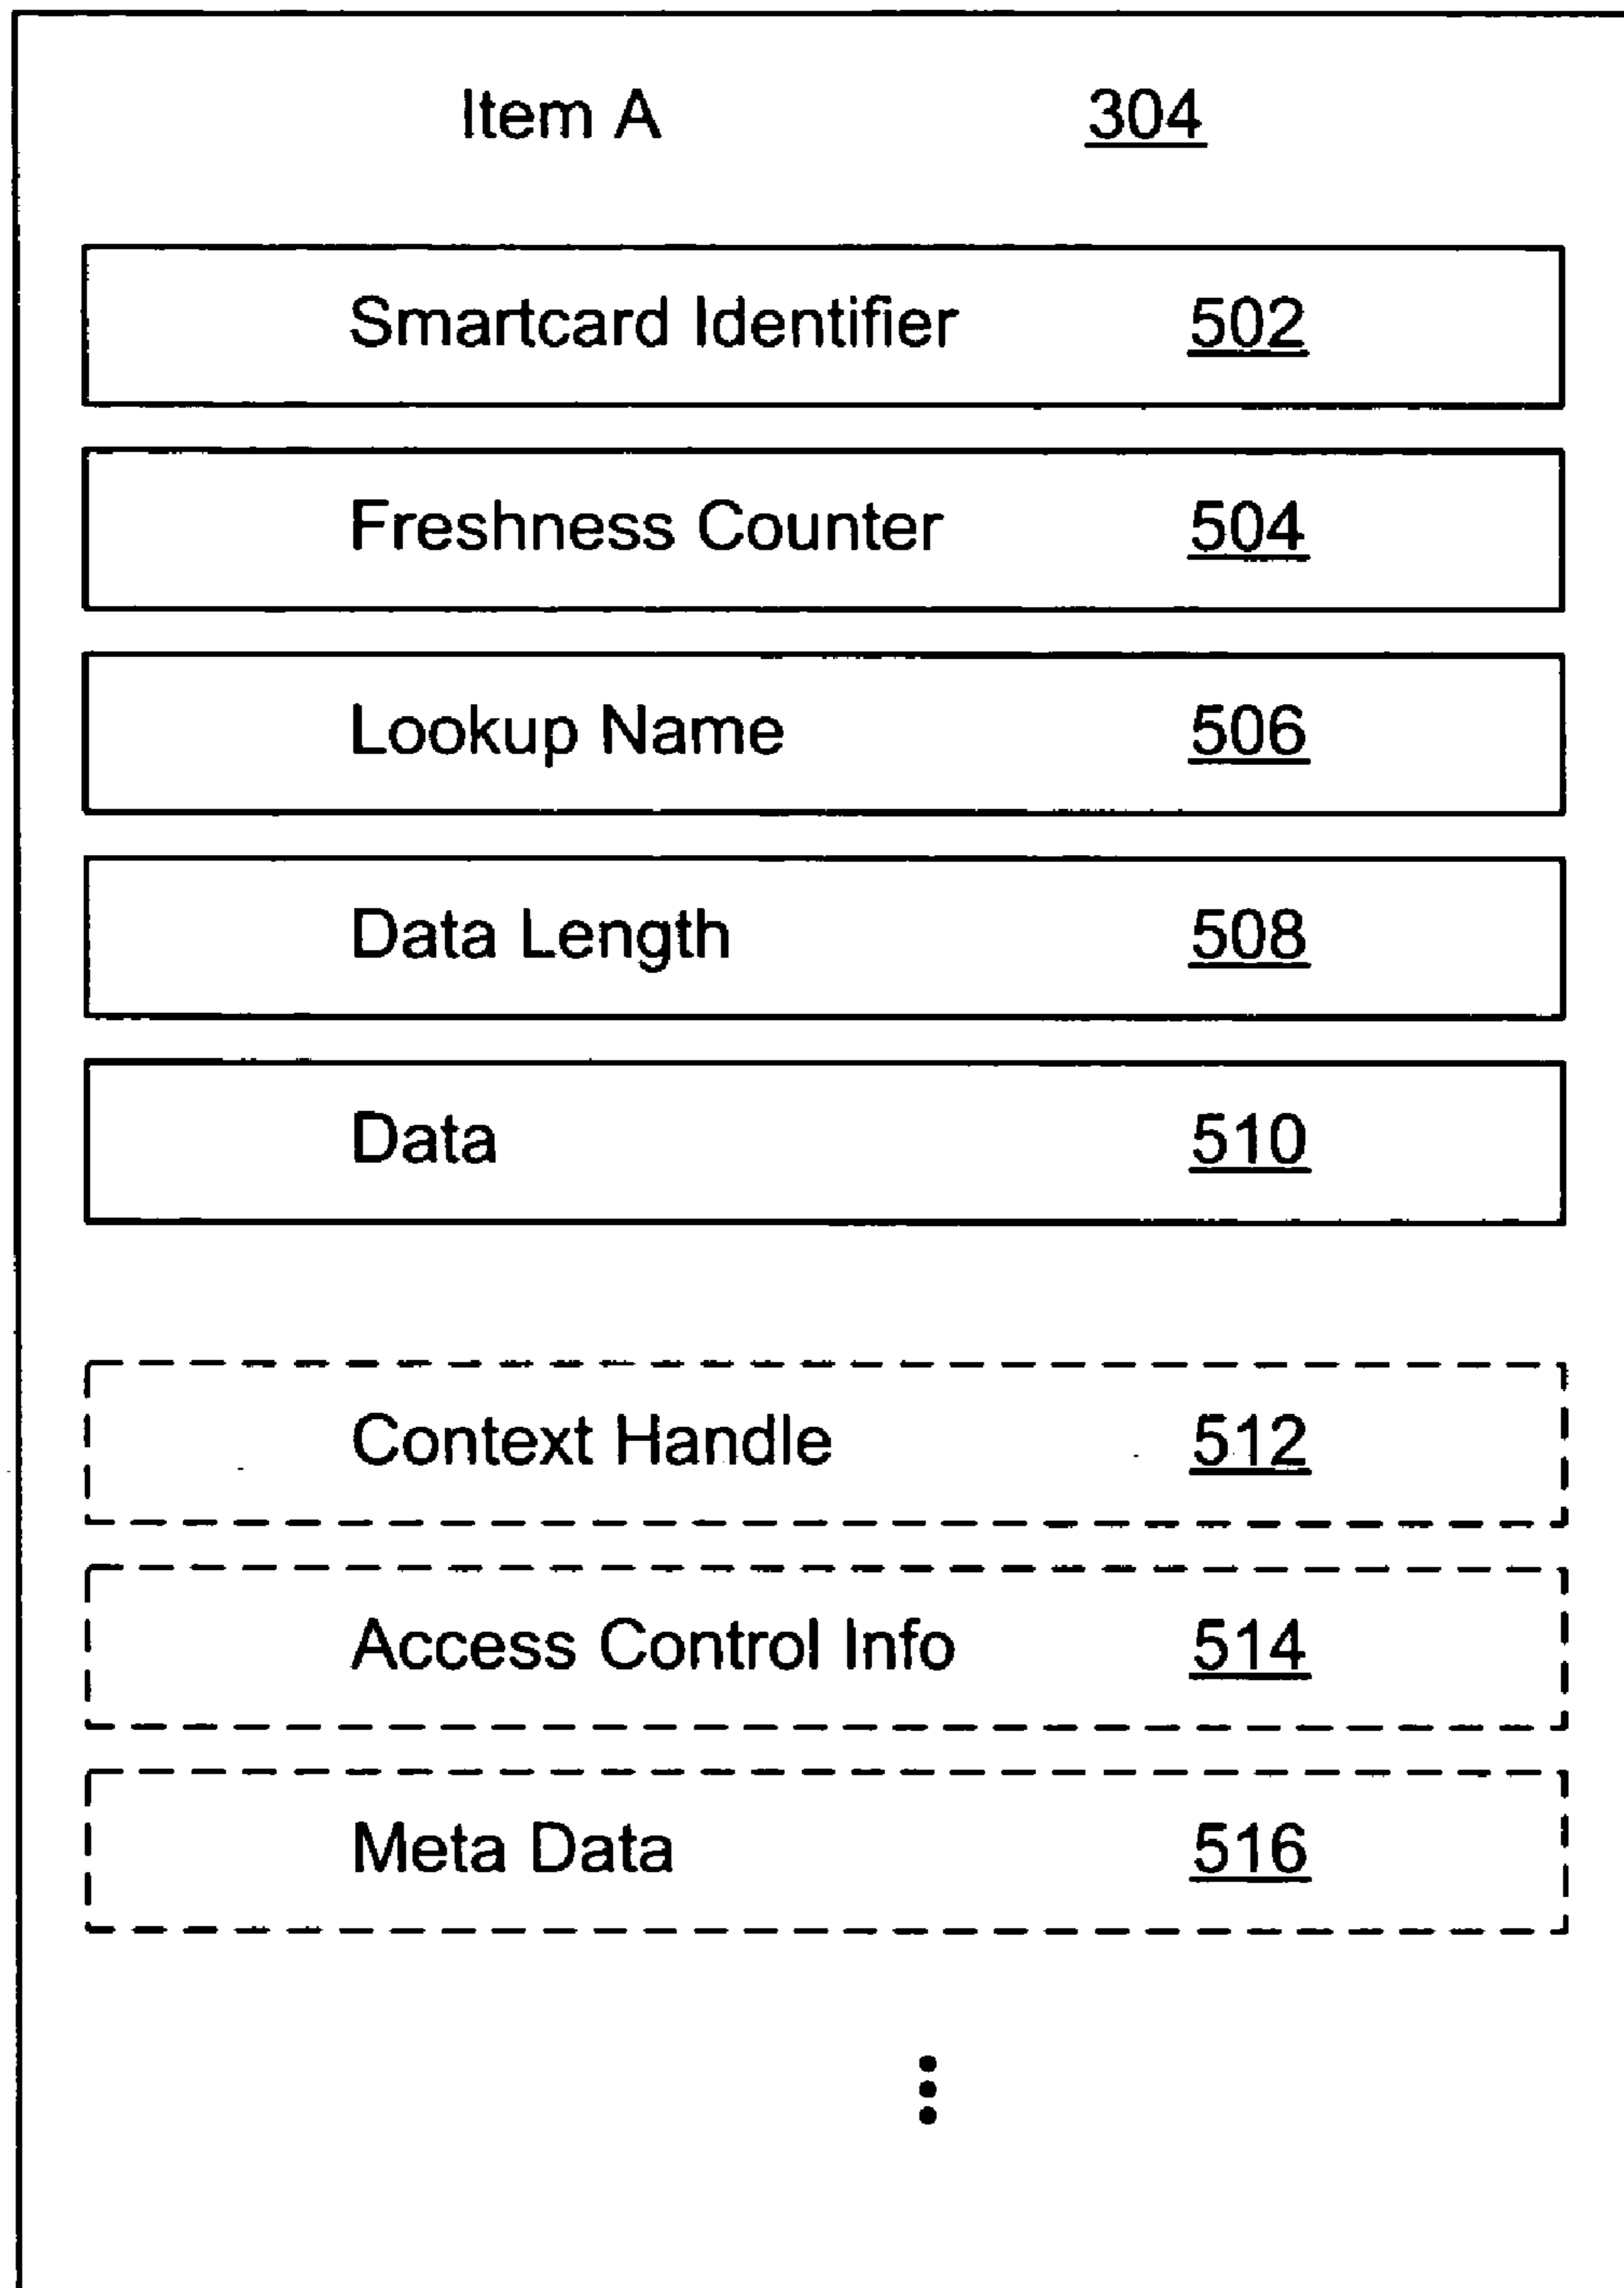 Item A 304
Smartcard Identifier 502
Freshness Counter 504
Lookup Name 506
Data Length 508
Data 510
Context Handle 512
Access Control Info 514
Meta Data 516